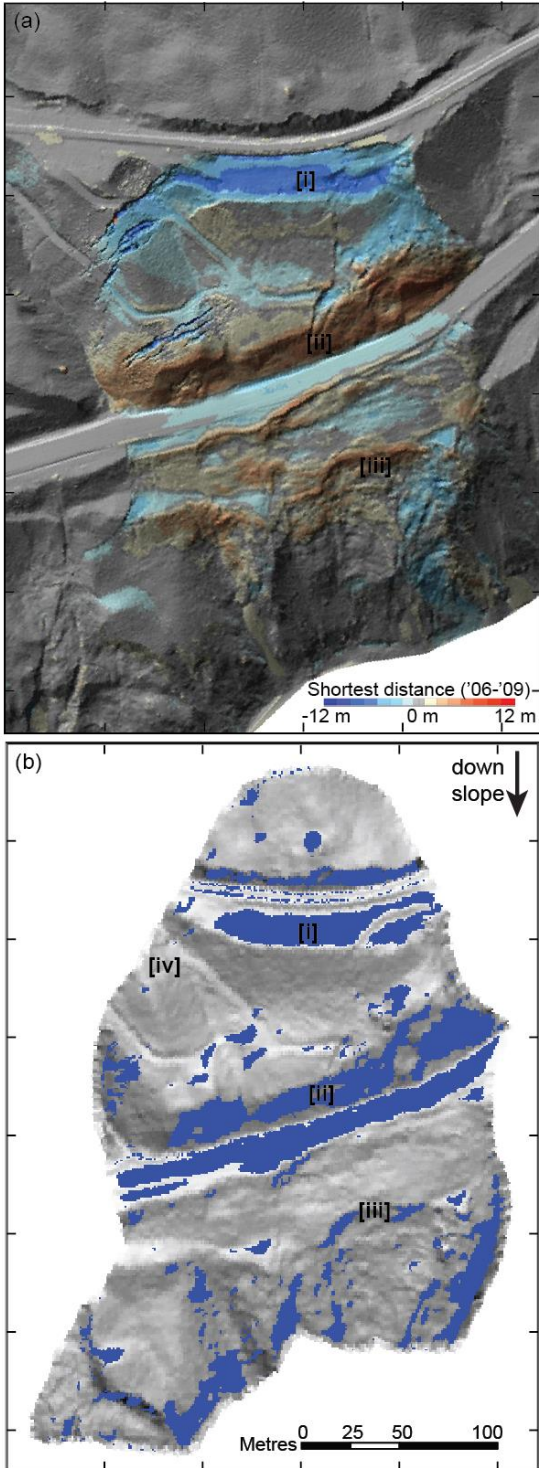 (a)
[i]
[ii]
[iii]
Shortest distance ('06-'09)
-12 m 0 m 12 m
(b)
down
slope
[i]
[iv]
[ii]
[iii]
Metres 0 25 50 100